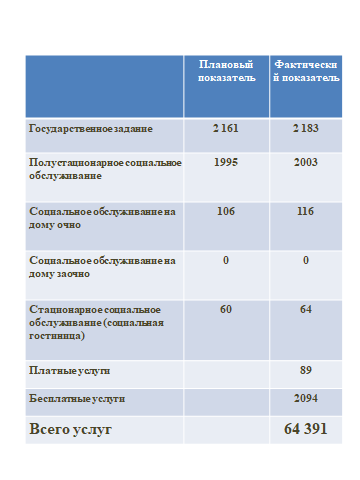 Плановый Фактически
показатель й показатель
Государственное задание 2 161 2 183
Полустационарное социальное 1995 2003
обслуживание
Социальное обслуживание на 106 116
дому очно
Социальное обслуживание на 0 0
дому заочно
Стационарное социальное 60 64
обслуживание (социальная
гостиница)
Платные услуги 89
Бесплатные услуги 2094
Всего услуг 64 391